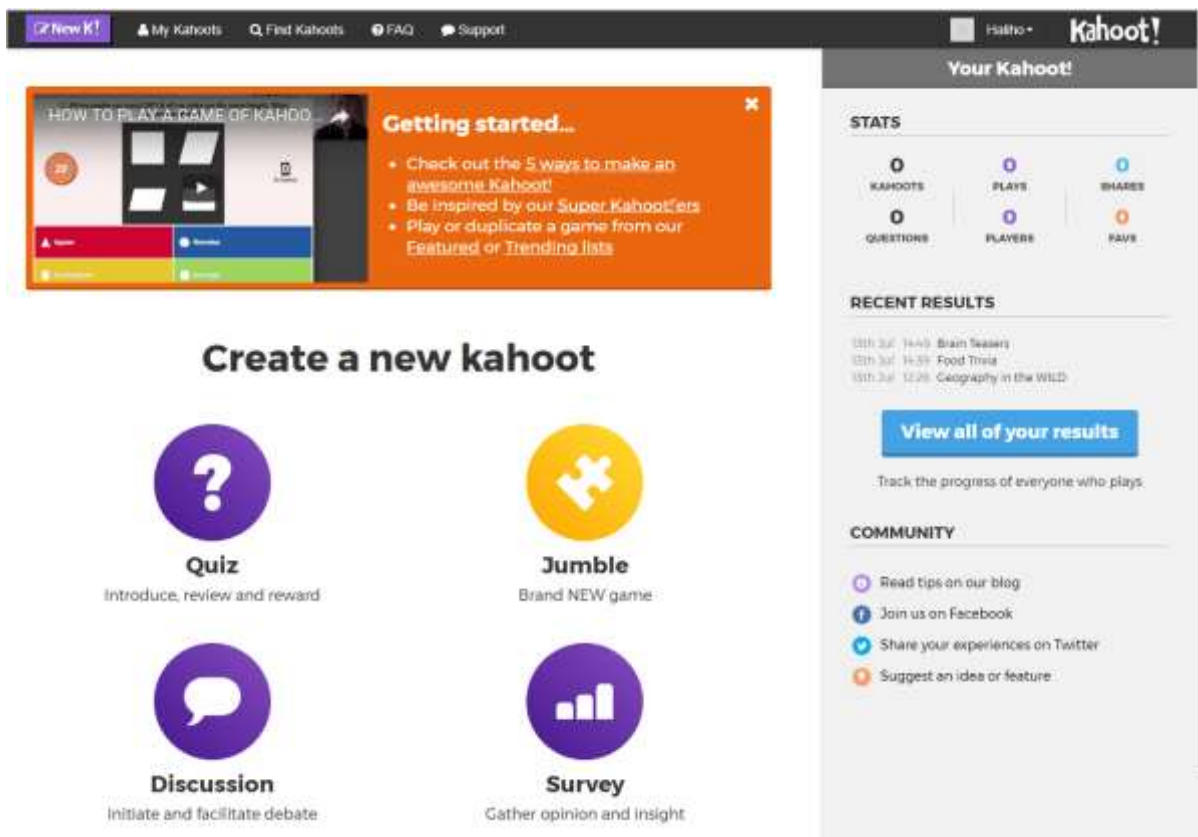 New K!
My Kahoots
Find Kahoots
FAQ
Support
Kahoot!
HOW TO PLAY A GAME OF KAHOO...
Getting started...
Check out the 5 ways to make an
awesome Kahoot!
Be inspired by our Super Kahoot!'ers
Play or duplicate a game from our
Featured or Trending lists
Create a new kahoot
Quiz
Introduce, review and reward
Jumble
Brand NEW game
Discussion
Initiate and facilitate debate
Survey
Gather opinion and insight
Your Kahoot!
STATS
0 0 0
KAHOOTS PLAYS SHARES
0 0 0
QUESTIONS PLAYERS FAVS
RECENT RESULTS
Brain Teasers
Food Trivia
Geography in the WILD
View all of your results
Track the progress of everyone who plays
COMMUNITY
Read tips on our blog
Join us on Facebook
Share your experiences on Twitter
Suggest an idea or feature